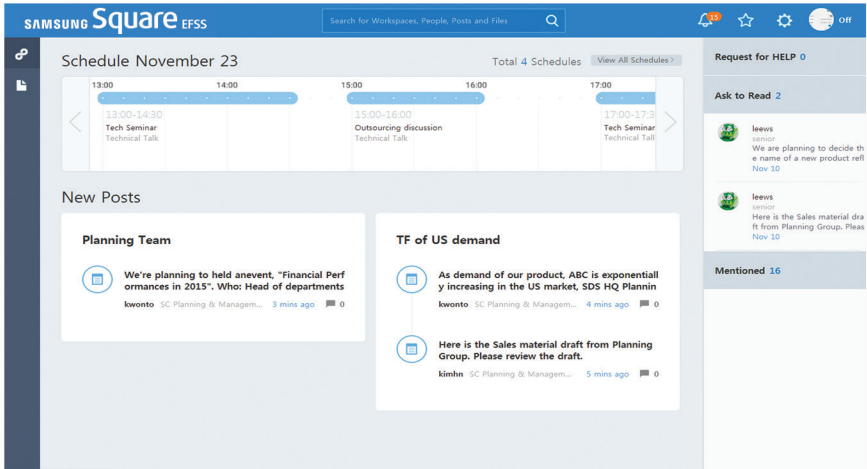 SAMSUNG Square EFSS
Search for Workspaces, People, Posts and Files
15
Off
Schedule November 23
Total 4 Schedules
View All Schedules >
13:00 14:00 15:00 16:00 17:00
13:00-14:30
Tech Seminar
Technical Talk
15:00-16:00
Outsourcing discussion
Technical Talk
17:00-17:3
Tech Seminar
Technical Tall
New Posts
Planning Team
We're planning to held anevent, "Financial Perf
ormances in 2015". Who: Head of departments
kwonto SC Planning & Managem... 3 mins ago 0
TF of US demand
As demand of our product, ABC is exponentiall
y increasing in the US market, SDS HQ Plannin
kwonto SC Planning & Managem... 4 mins ago 0
Here is the Sales material draft from Planning
Group. Please review the draft.
kimhn SC Planning & Managem... 5 mins ago 0
Request for HELP 0
Ask to Read 2
leews
senior
We are planning to decide th
e name of a new product refl
Nov 10
leews
senior
Here is the Sales material dra
ft from Planning Group. Pleas
Nov 10
Mentioned 16